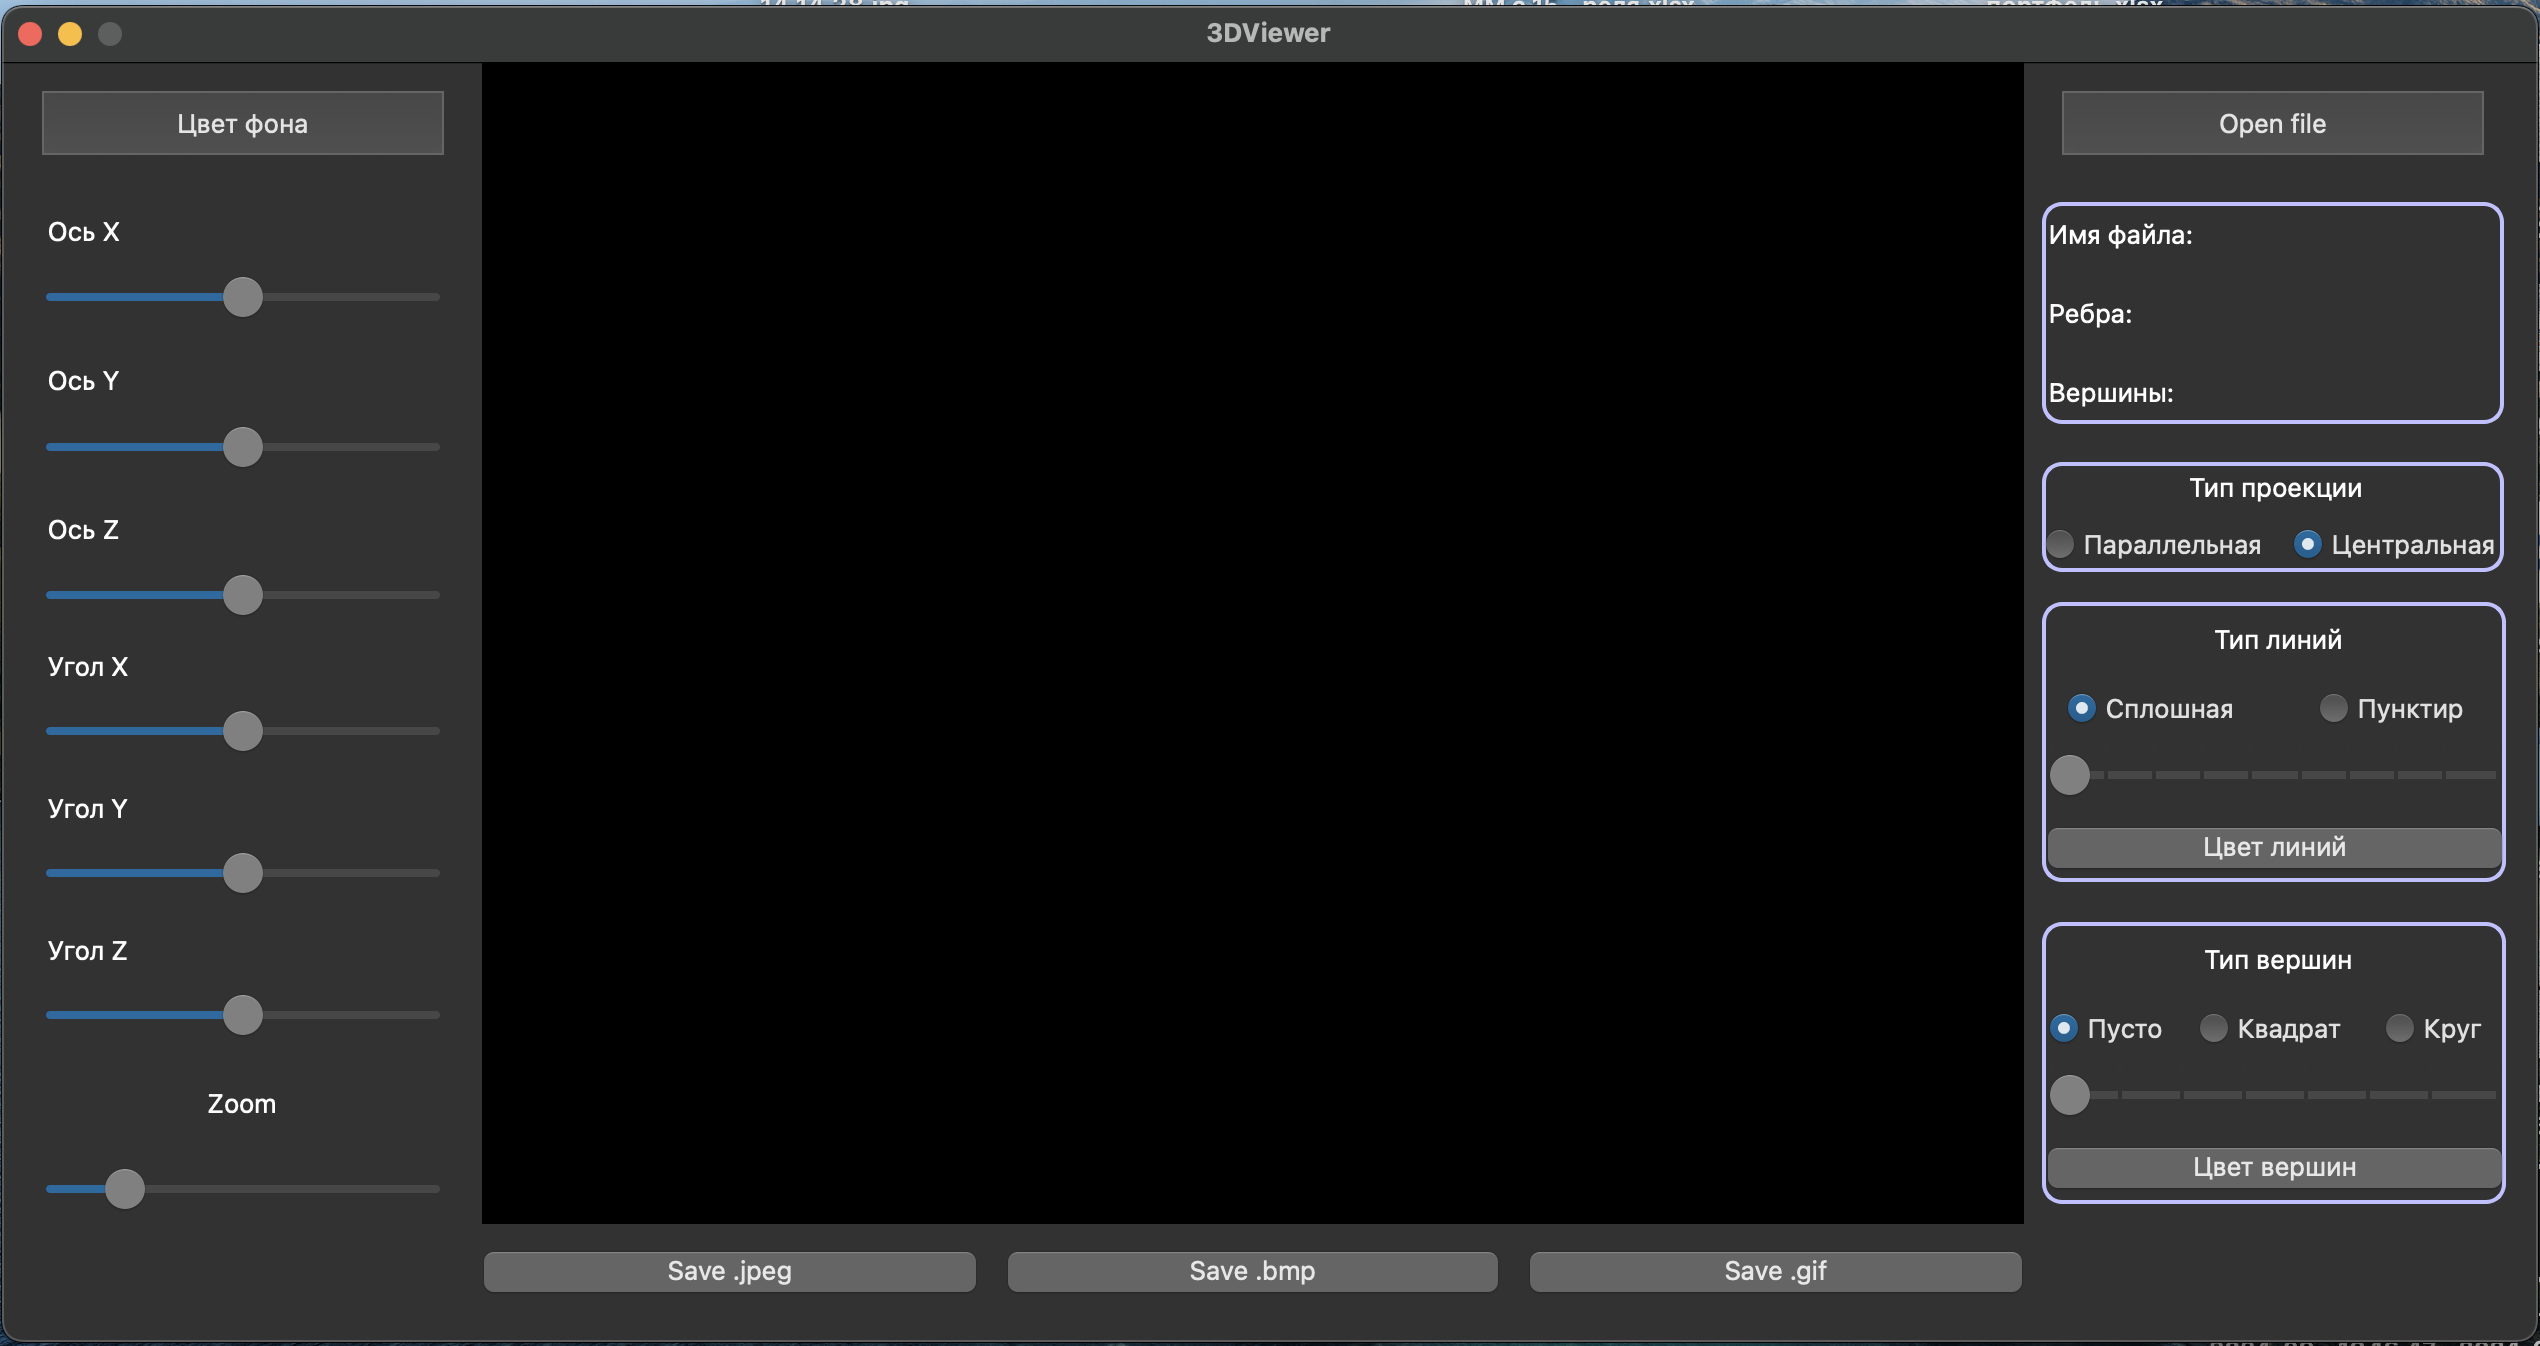 3DViewer
Цвет фона
Ось X
Ось Y
Ось Z
Угол X
Угол Y
Угол Z
Zoom
Save .jpeg
Save .bmp
Save .gif
Open file
Имя файла:
Ребра:
Вершины:
Тип проекции
Параллельная
Центральная
Тип линий
Сплошная
Пунктир
Цвет линий
Тип вершин
Пусто
Квадрат
Круг
Цвет вершин